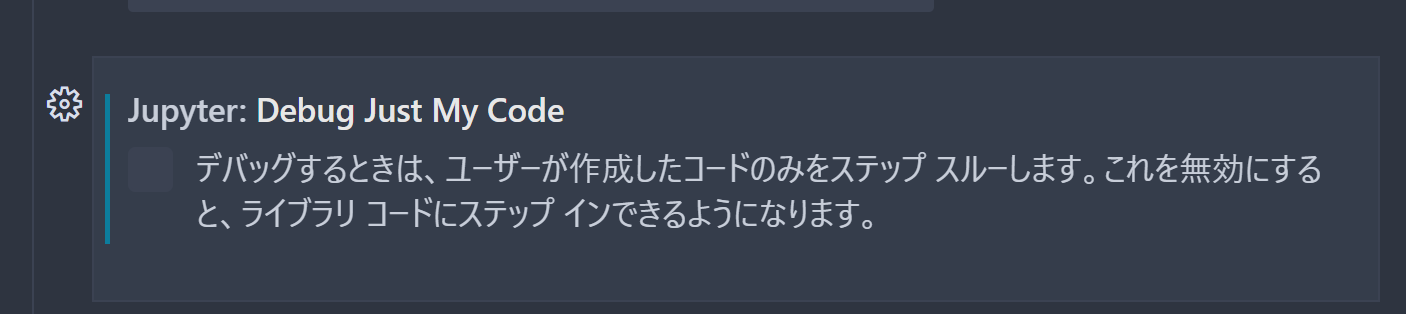 Jupyter: Debug Just My Code
デバッグするときは、ユーザーが作成したコードのみをステップ スルーします。これを無効にする
と、ライブラリ コードにステップ インできるようになります。